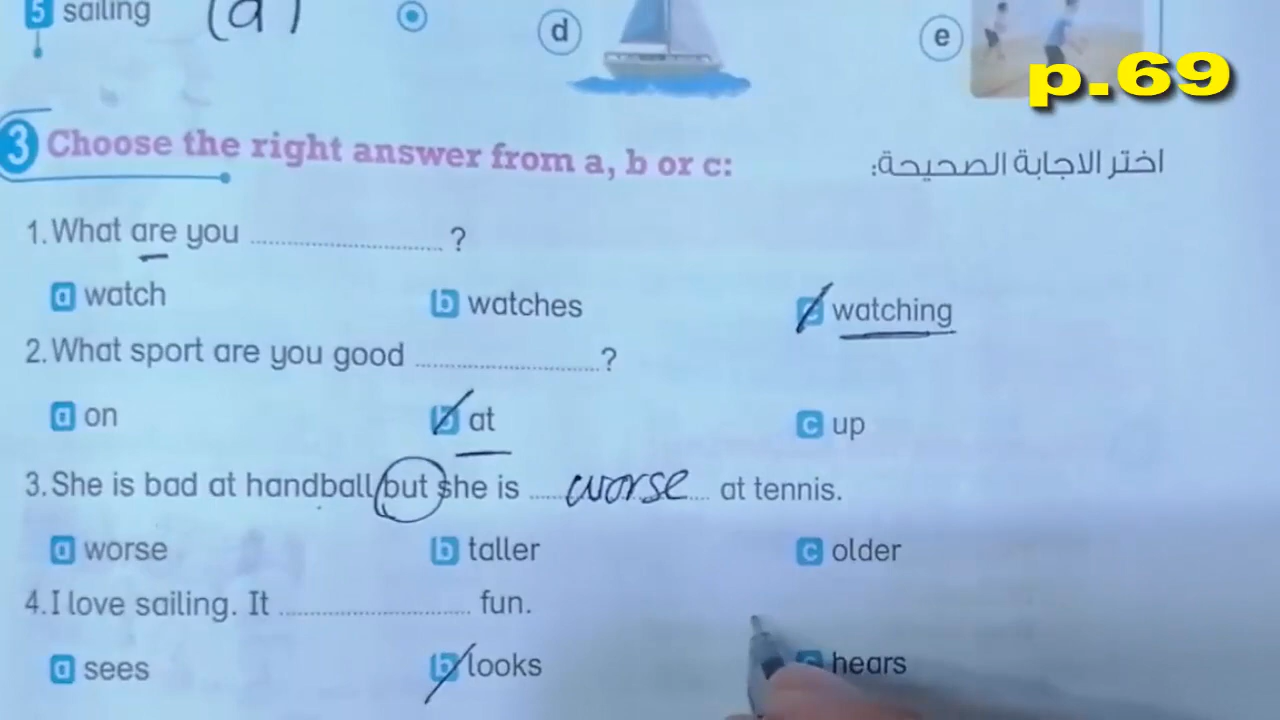 5 sailing (d)
d
e
p.69
3 Choose the right answer from a, b or c:
اختر الاجابة الصحيحة:
1. What are you ........................ ?
a watch b watches c watching
2. What sport are you good ........................ ?
a on b at c up
3. She is bad at handball but she is ..... worse ... at tennis.
a worse b taller c older
4. I love sailing. It ........................ fun.
a sees b looks c hears